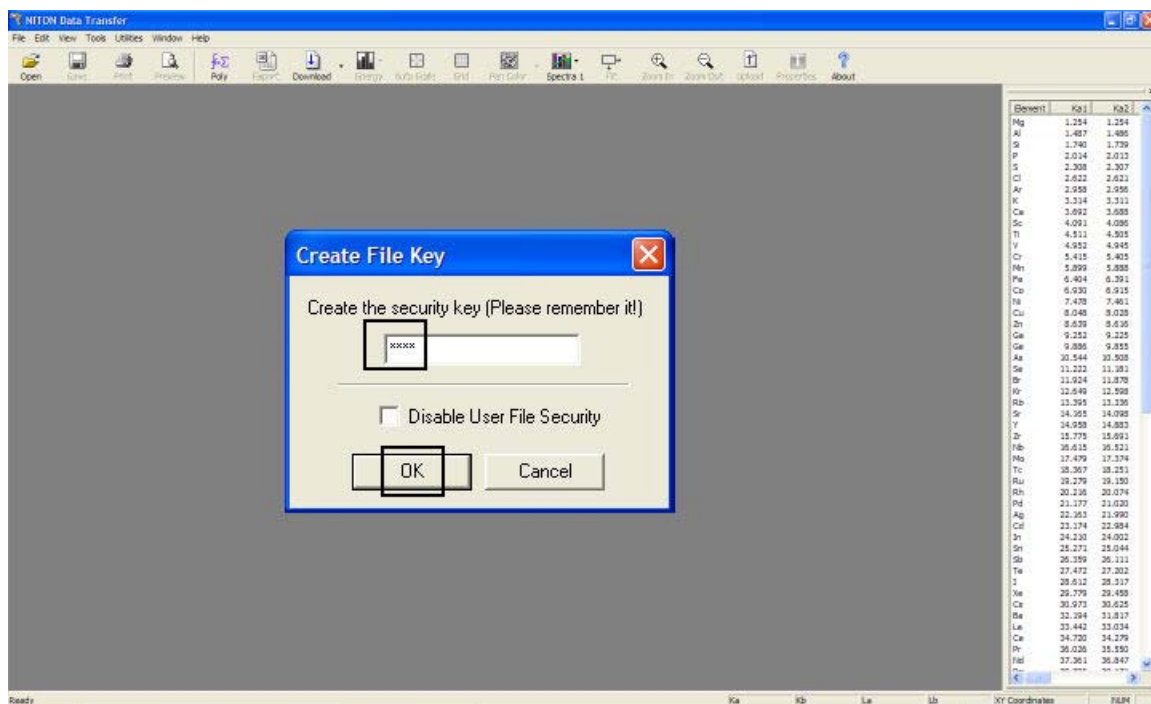 NITON Data Transfer
File Edit View Tools Utilities Window Help
Open Save Print Preview Poly Export Download Energy Auto Scale Grid Pen Color Spectra 1 Fit Zoom In Zoom Out Upload Properties About
Create File Key
Create the security key (Please remember it!)
xxxx
Disable User File Security
OK Cancel
Element Ka1 Ka2
Mg 1.254 1.254
Al 1.487 1.486
Si 1.740 1.739
P 2.014 2.013
S 2.308 2.307
Cl 2.622 2.621
Ar 2.958 2.956
K 3.314 3.311
Ca 3.692 3.688
Sc 4.091 4.086
Ti 4.511 4.505
V 4.952 4.945
Cr 5.415 5.405
Mn 5.899 5.888
Fe 6.404 6.391
Co 6.930 6.915
Ni 7.478 7.461
Cu 8.048 8.028
Zn 8.639 8.616
Ga 9.252 9.225
Ge 9.886 9.855
As 10.544 10.508
Se 11.222 11.181
Br 11.924 11.878
Kr 12.649 12.598
Rb 13.395 13.336
Sr 14.165 14.098
Y 14.958 14.883
Zr 15.775 15.691
Nb 16.615 16.521
Mo 17.479 17.374
Tc 18.367 18.251
Ru 19.279 19.150
Rh 20.216 20.074
Pd 21.177 21.020
Ag 22.163 21.990
Cd 23.174 22.984
In 24.210 24.002
Sn 25.271 25.044
Sb 26.359 26.111
Te 27.472 27.202
I 28.612 28.317
Xe 29.779 29.458
Cs 30.973 30.625
Ba 32.194 31.817
La 33.442 33.034
Ce 34.720 34.279
Pr 36.026 35.550
Nd 37.361 36.847
Ready Ka Kb La Lb XY Coordinates NUM